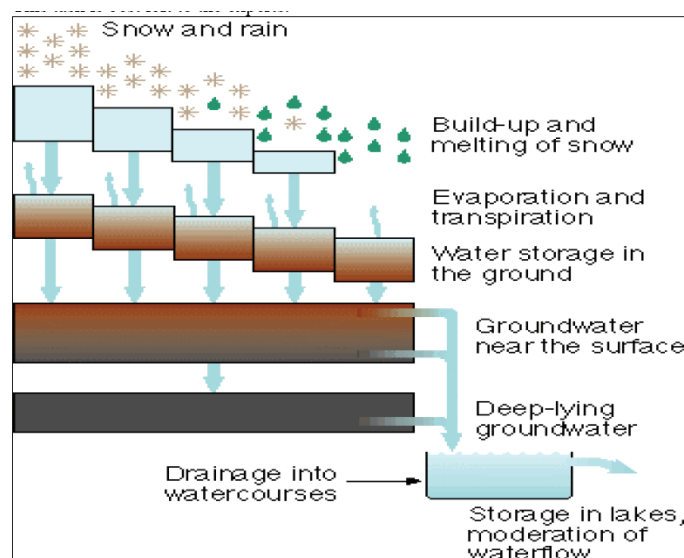 Snow and rain
Build-up and
melting of snow
Evaporation and
transpiration
Water storage in
the ground
Groundwater
near the surface
Deep-lying
groundwater
Drainage into
watercourses
Storage in lakes,
moderation of
waterflow